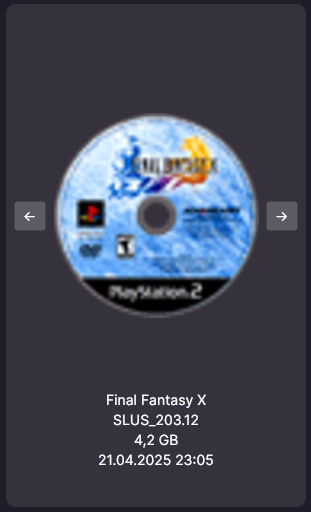 FINAL FANTASY X
PlayStation.2
←
→
Final Fantasy X
SLUS_203.12
4,2 GB
21.04.2025 23:05